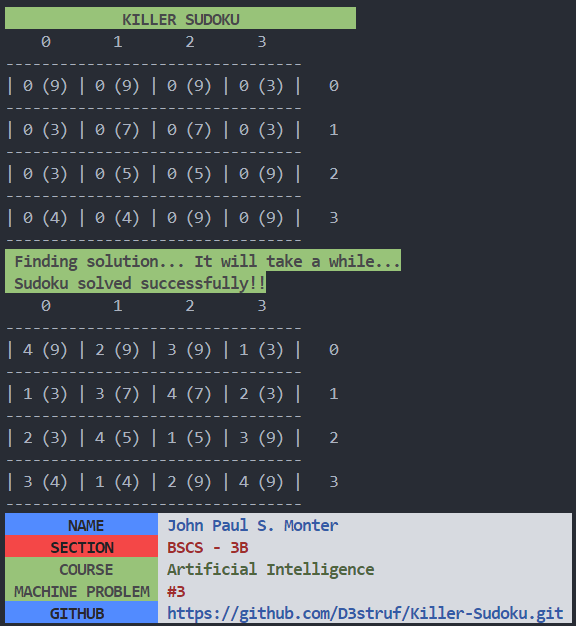 KILLER SUDOKU
0 1 2 3
---------------------------------
| 0 (9) | 0 (9) | 0 (9) | 0 (3) | 0
---------------------------------
| 0 (3) | 0 (7) | 0 (7) | 0 (3) | 1
---------------------------------
| 0 (3) | 0 (5) | 0 (5) | 0 (9) | 2
---------------------------------
| 0 (4) | 0 (4) | 0 (9) | 0 (9) | 3
---------------------------------
Finding solution... It will take a while...
Sudoku solved successfully!!
0 1 2 3
---------------------------------
| 4 (9) | 2 (9) | 3 (9) | 1 (3) | 0
---------------------------------
| 1 (3) | 3 (7) | 4 (7) | 2 (3) | 1
---------------------------------
| 2 (3) | 4 (5) | 1 (5) | 3 (9) | 2
---------------------------------
| 3 (4) | 1 (4) | 2 (9) | 4 (9) | 3
---------------------------------
NAME John Paul S. Monter
SECTION BSCS - 3B
COURSE Artificial Intelligence
MACHINE PROBLEM #3
GITHUB https://github.com/D3struf/Killer-Sudoku.git